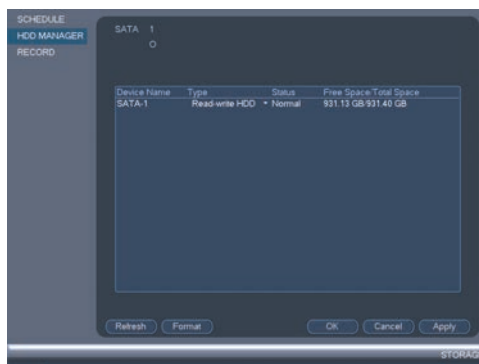 SCHEDULE
HDD MANAGER
RECORD
SATA 1
O
Device Name Type Status Free Space/Total Space
SATA-1 Read-write HDD Normal 931.13 GB/931.40 GB
Refresh Format OK Cancel Apply
STORAG